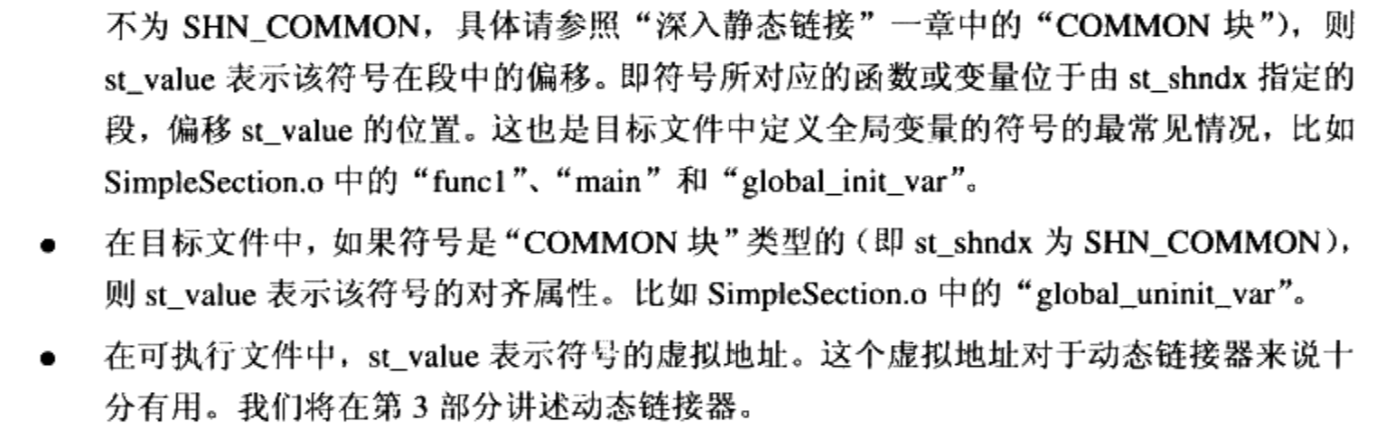 不为 SHN_COMMON，具体请参照“深入静态链接”一章中的“COMMON 块”），则
st_value 表示该符号在段中的偏移。即符号所对应的函数或变量位于由 st_shndx 指定的
段，偏移 st_value 的位置。这也是目标文件中定义全局变量的符号的最常见情况，比如
SimpleSection.o 中的“func1”、“main”和“global_init_var”。
● 在目标文件中，如果符号是“COMMON 块”类型的（即 st_shndx 为 SHN_COMMON），
则 st_value 表示该符号的对齐属性。比如 SimpleSection.o 中的“global_uninit_var”。
● 在可执行文件中，st_value 表示符号的虚拟地址。这个虚拟地址对于动态链接器来说十
分有用。我们将在第 3 部分讲述动态链接器。